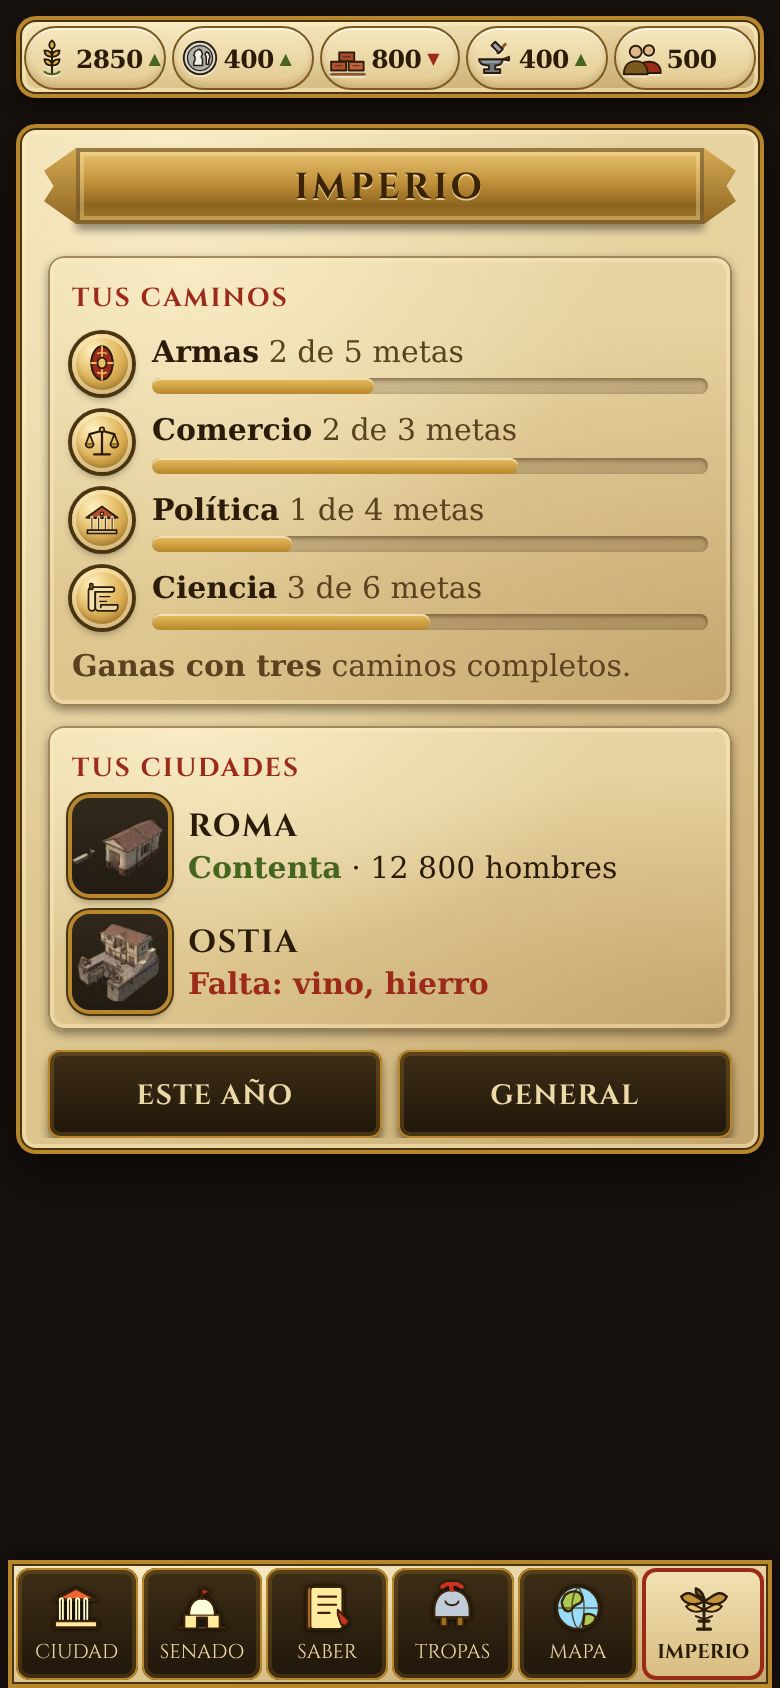 2850 ▲ 400 ▲ 800 ▼ 400 ▲ 500
IMPERIO
TUS CAMINOS
Armas 2 de 5 metas
Comercio 2 de 3 metas
Política 1 de 4 metas
Ciencia 3 de 6 metas
Ganas con tres caminos completos.
TUS CIUDADES
ROMA
Contenta · 12 800 hombres
OSTIA
Falta: vino, hierro
ESTE AÑO GENERAL
CIUDAD SENADO SABER TROPAS MAPA IMPERIO